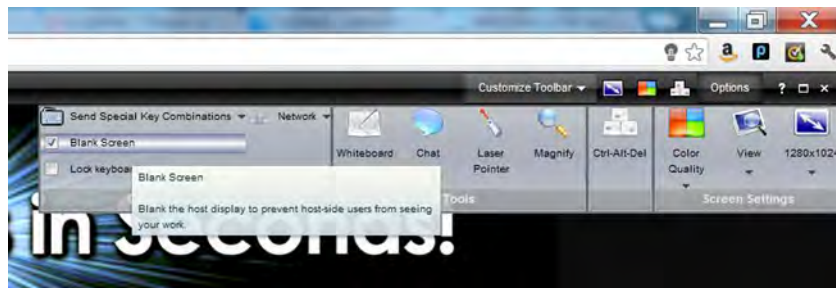 Customize Toolbar
Options
?
Send Special Key Combinations
Network
Blank Screen
Lock keyboa
Blank Screen
Blank the host display to prevent host-side users from seeing
your work.
Whiteboard
Chat
Laser
Pointer
Magnify
Ctrl-Alt-Del
Color
Quality
View
1280x1024
Tools
Screen Settings
in Seconds!